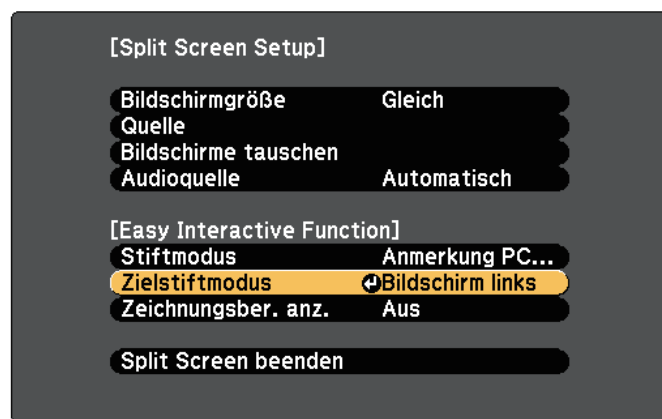 [Split Screen Setup]
Bildschirmgröße Gleich
Quelle
Bildschirme tauschen
Audioquelle Automatisch
[Easy Interactive Function]
Stiftmodus Anmerkung PC...
Zielstiftmodus Bildschirm links
Zeichnungsber. anz. Aus
Split Screen beenden